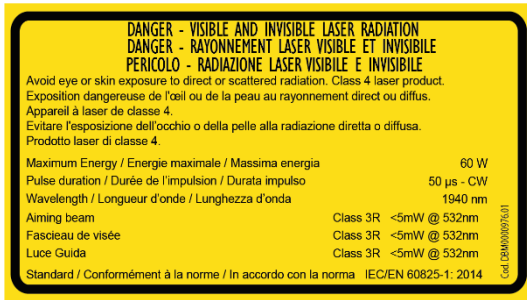 DANGER - VISIBLE AND INVISIBLE LASER RADIATION
DANGER - RAYONNEMENT LASER VISIBLE ET INVISIBILE
PERICOLO - RADIAZIONE LASER VISIBILE E INVISIBILE
Avoid eye or skin exposure to direct or scattered radiation. Class 4 laser product.
Exposition dangereuse de l'œil ou de la peau au rayonnement direct ou diffus.
Appareil à laser de classe 4.
Evitare l'esposizione dell'occhio o della pelle alla radiazione diretta o diffusa.
Prodotto laser di classe 4.
Maximum Energy / Energie maximale / Massima energia 60 W
Pulse duration / Durée de l'impulsion / Durata impulso 50 µs - CW
Wavelength / Longueur d'onde / Lunghezza d'onda 1940 nm
Aiming beam Class 3R <5mW @ 532nm
Fascieau de visée Class 3R <5mW @ 532nm
Luce Guida Class 3R <5mW @ 532nm
Standard / Conformément à la norme / In accordo con la norma IEC/EN 60825-1: 2014
Cod.DBM0000976.01